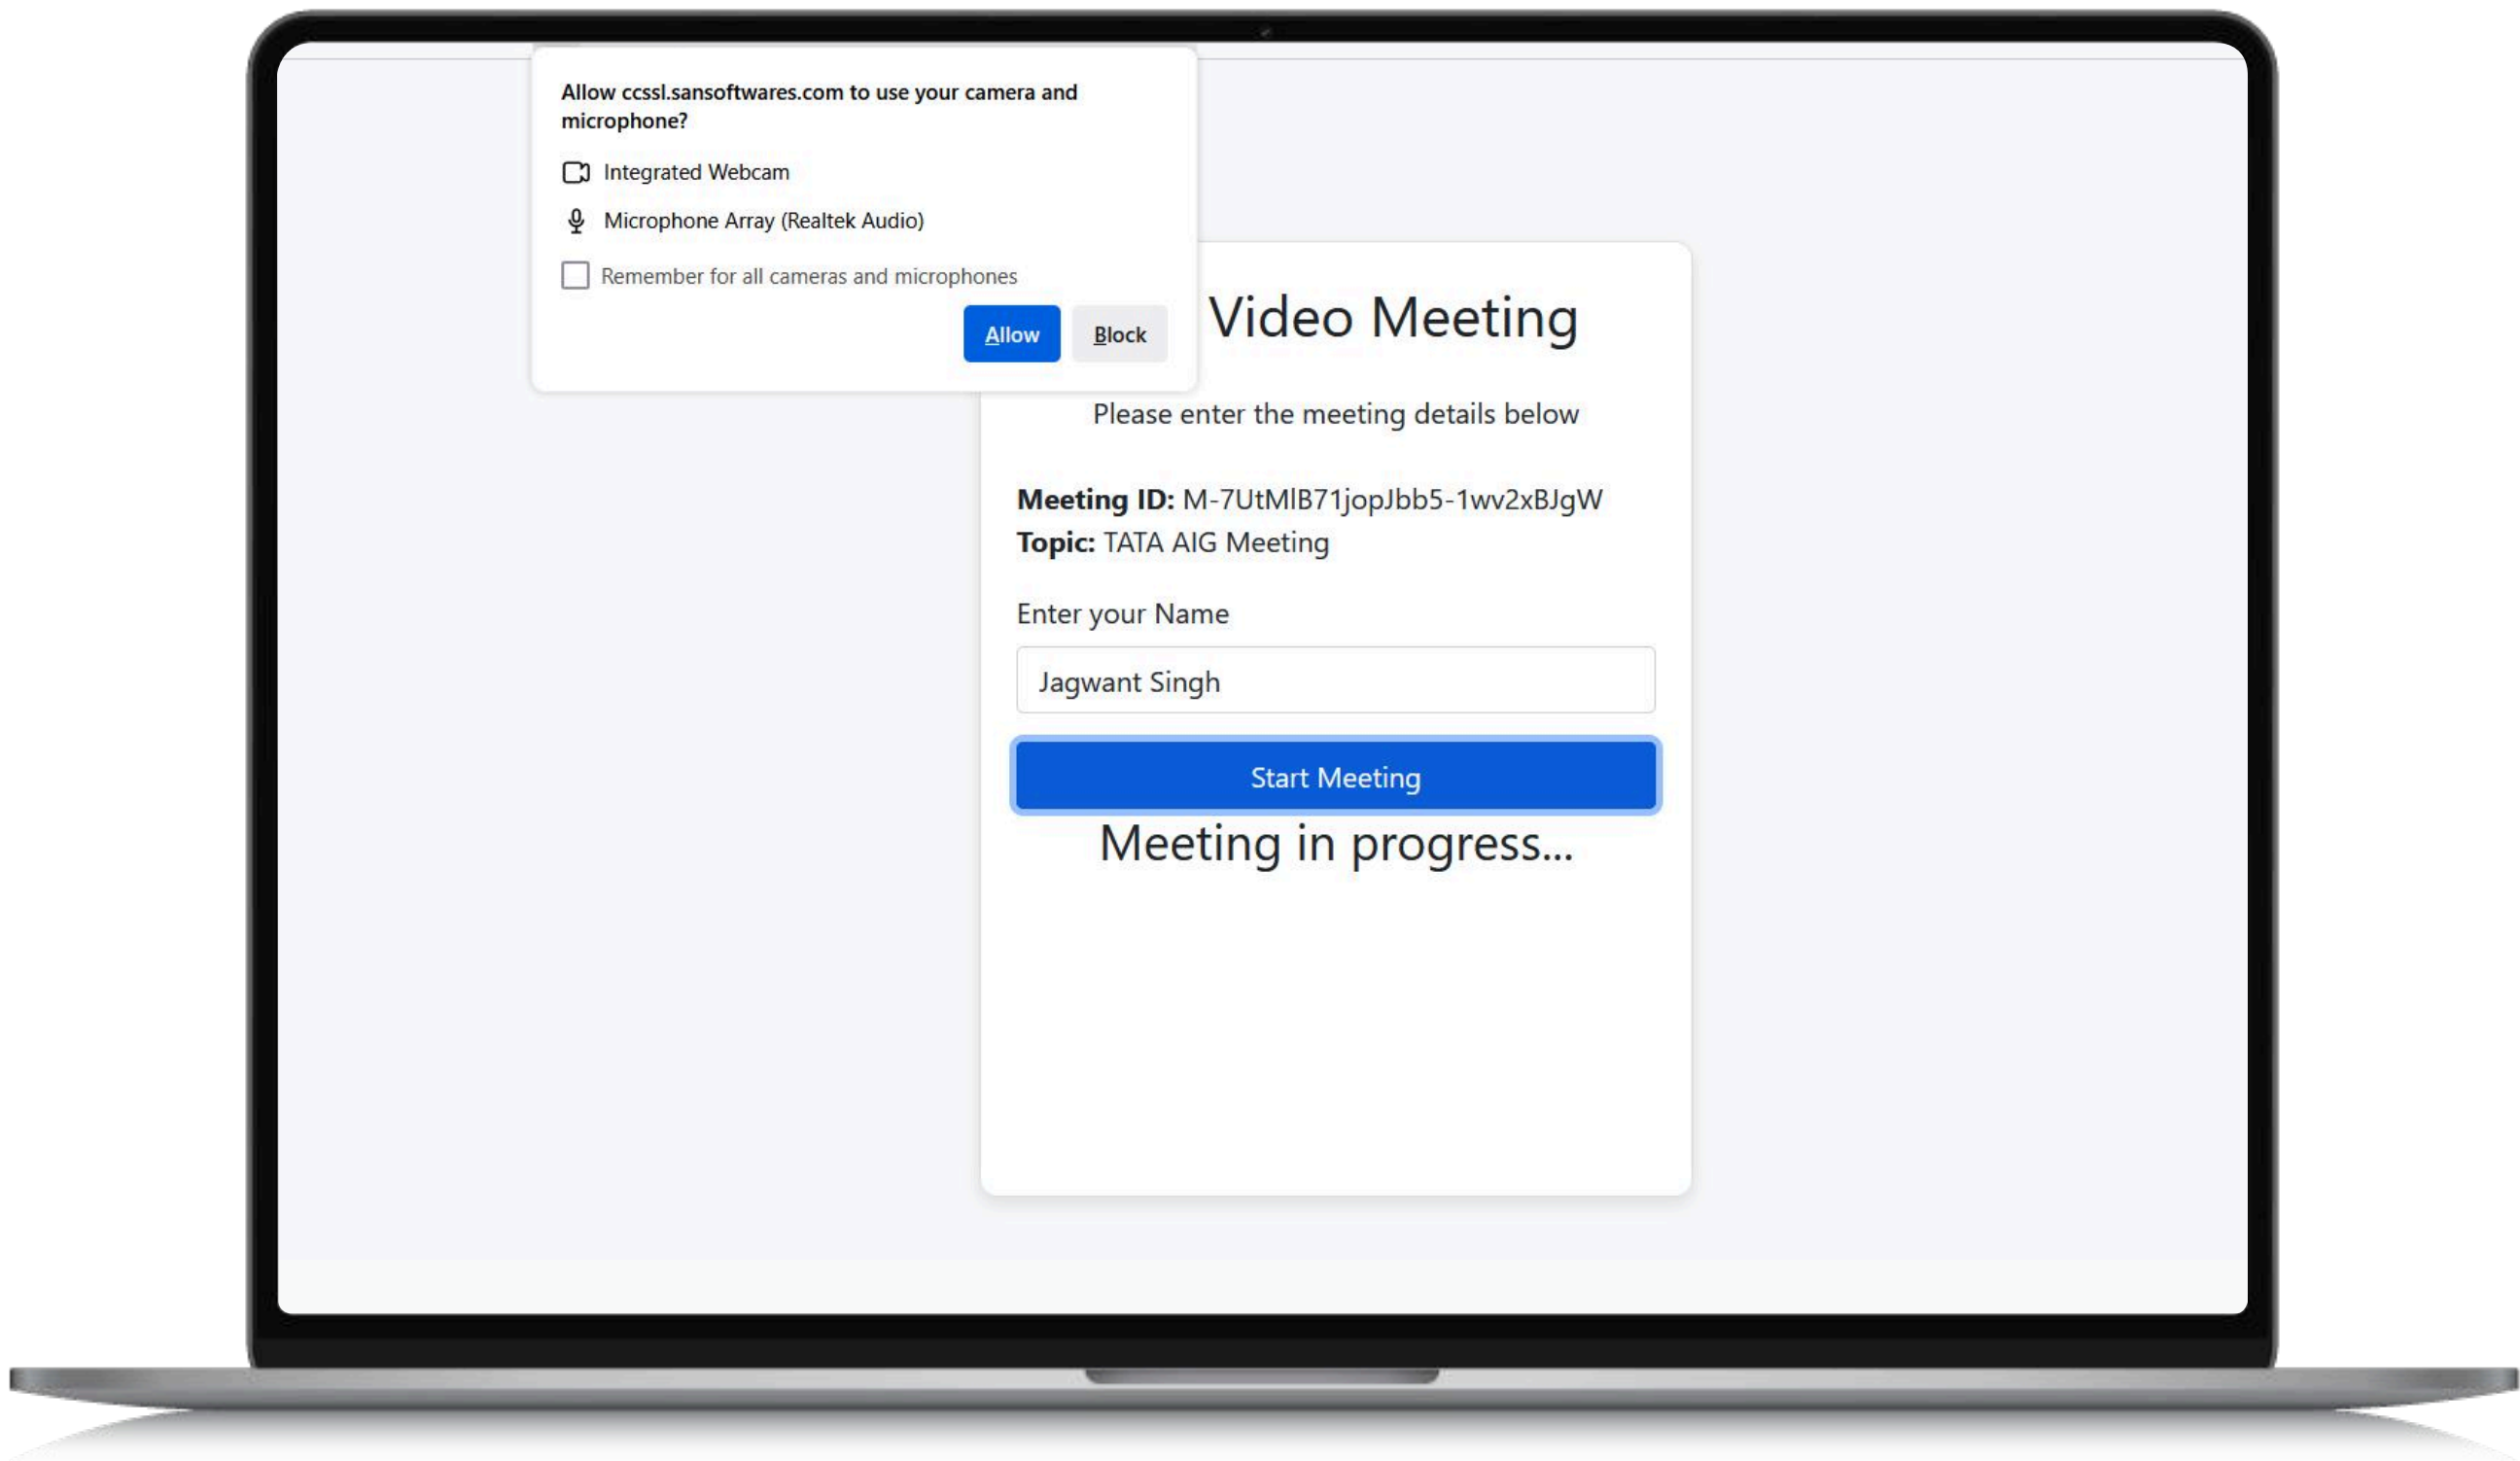 Allow ccssl.sansoftwares.com to use your camera and
microphone?
Integrated Webcam
Microphone Array (Realtek Audio)
Remember for all cameras and microphones
Allow Block
Video Meeting
Please enter the meeting details below
Meeting ID: M-7UtMlB71jopJbb5-1wv2xBJgW
Topic: TATA AIG Meeting
Enter your Name
Jagwant Singh
Start Meeting
Meeting in progress...